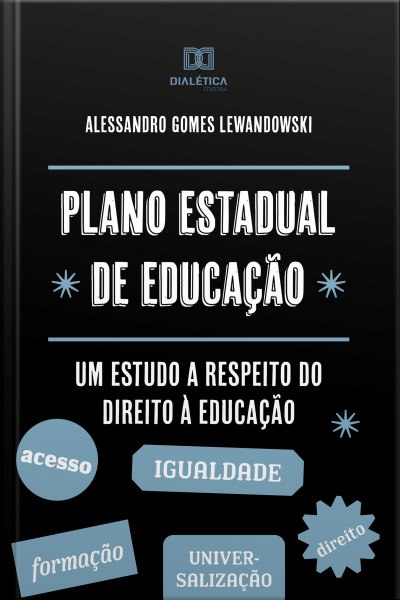 DIALÉTICA
EDITORA
ALESSANDRO GOMES LEWANDOWSKI
PLANO ESTADUAL
DE EDUCAÇÃO
UM ESTUDO A RESPEITO DO
DIREITO À EDUCAÇÃO
acesso
IGUALDADE
direito
formação
UNIVER-
SALIZAÇÃO